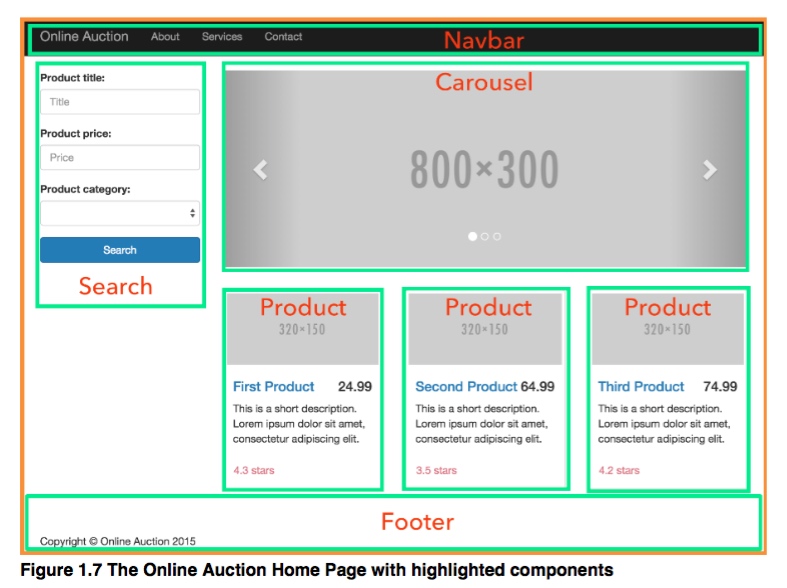 Online Auction About Services Contact Navbar
Product title:
Title
Product price:
Price
Product category:
Search
Search
Carousel
800×300
Product
320×150
First Product 24.99
This is a short description.
Lorem ipsum dolor sit amet,
consectetur adipiscing elit.
4.3 stars
Product
320×150
Second Product 64.99
This is a short description.
Lorem ipsum dolor sit amet,
consectetur adipiscing elit.
3.5 stars
Product
320×150
Third Product 74.99
This is a short description.
Lorem ipsum dolor sit amet,
consectetur adipiscing elit.
4.2 stars
Footer
Copyright © Online Auction 2015
Figure 1.7 The Online Auction Home Page with highlighted components